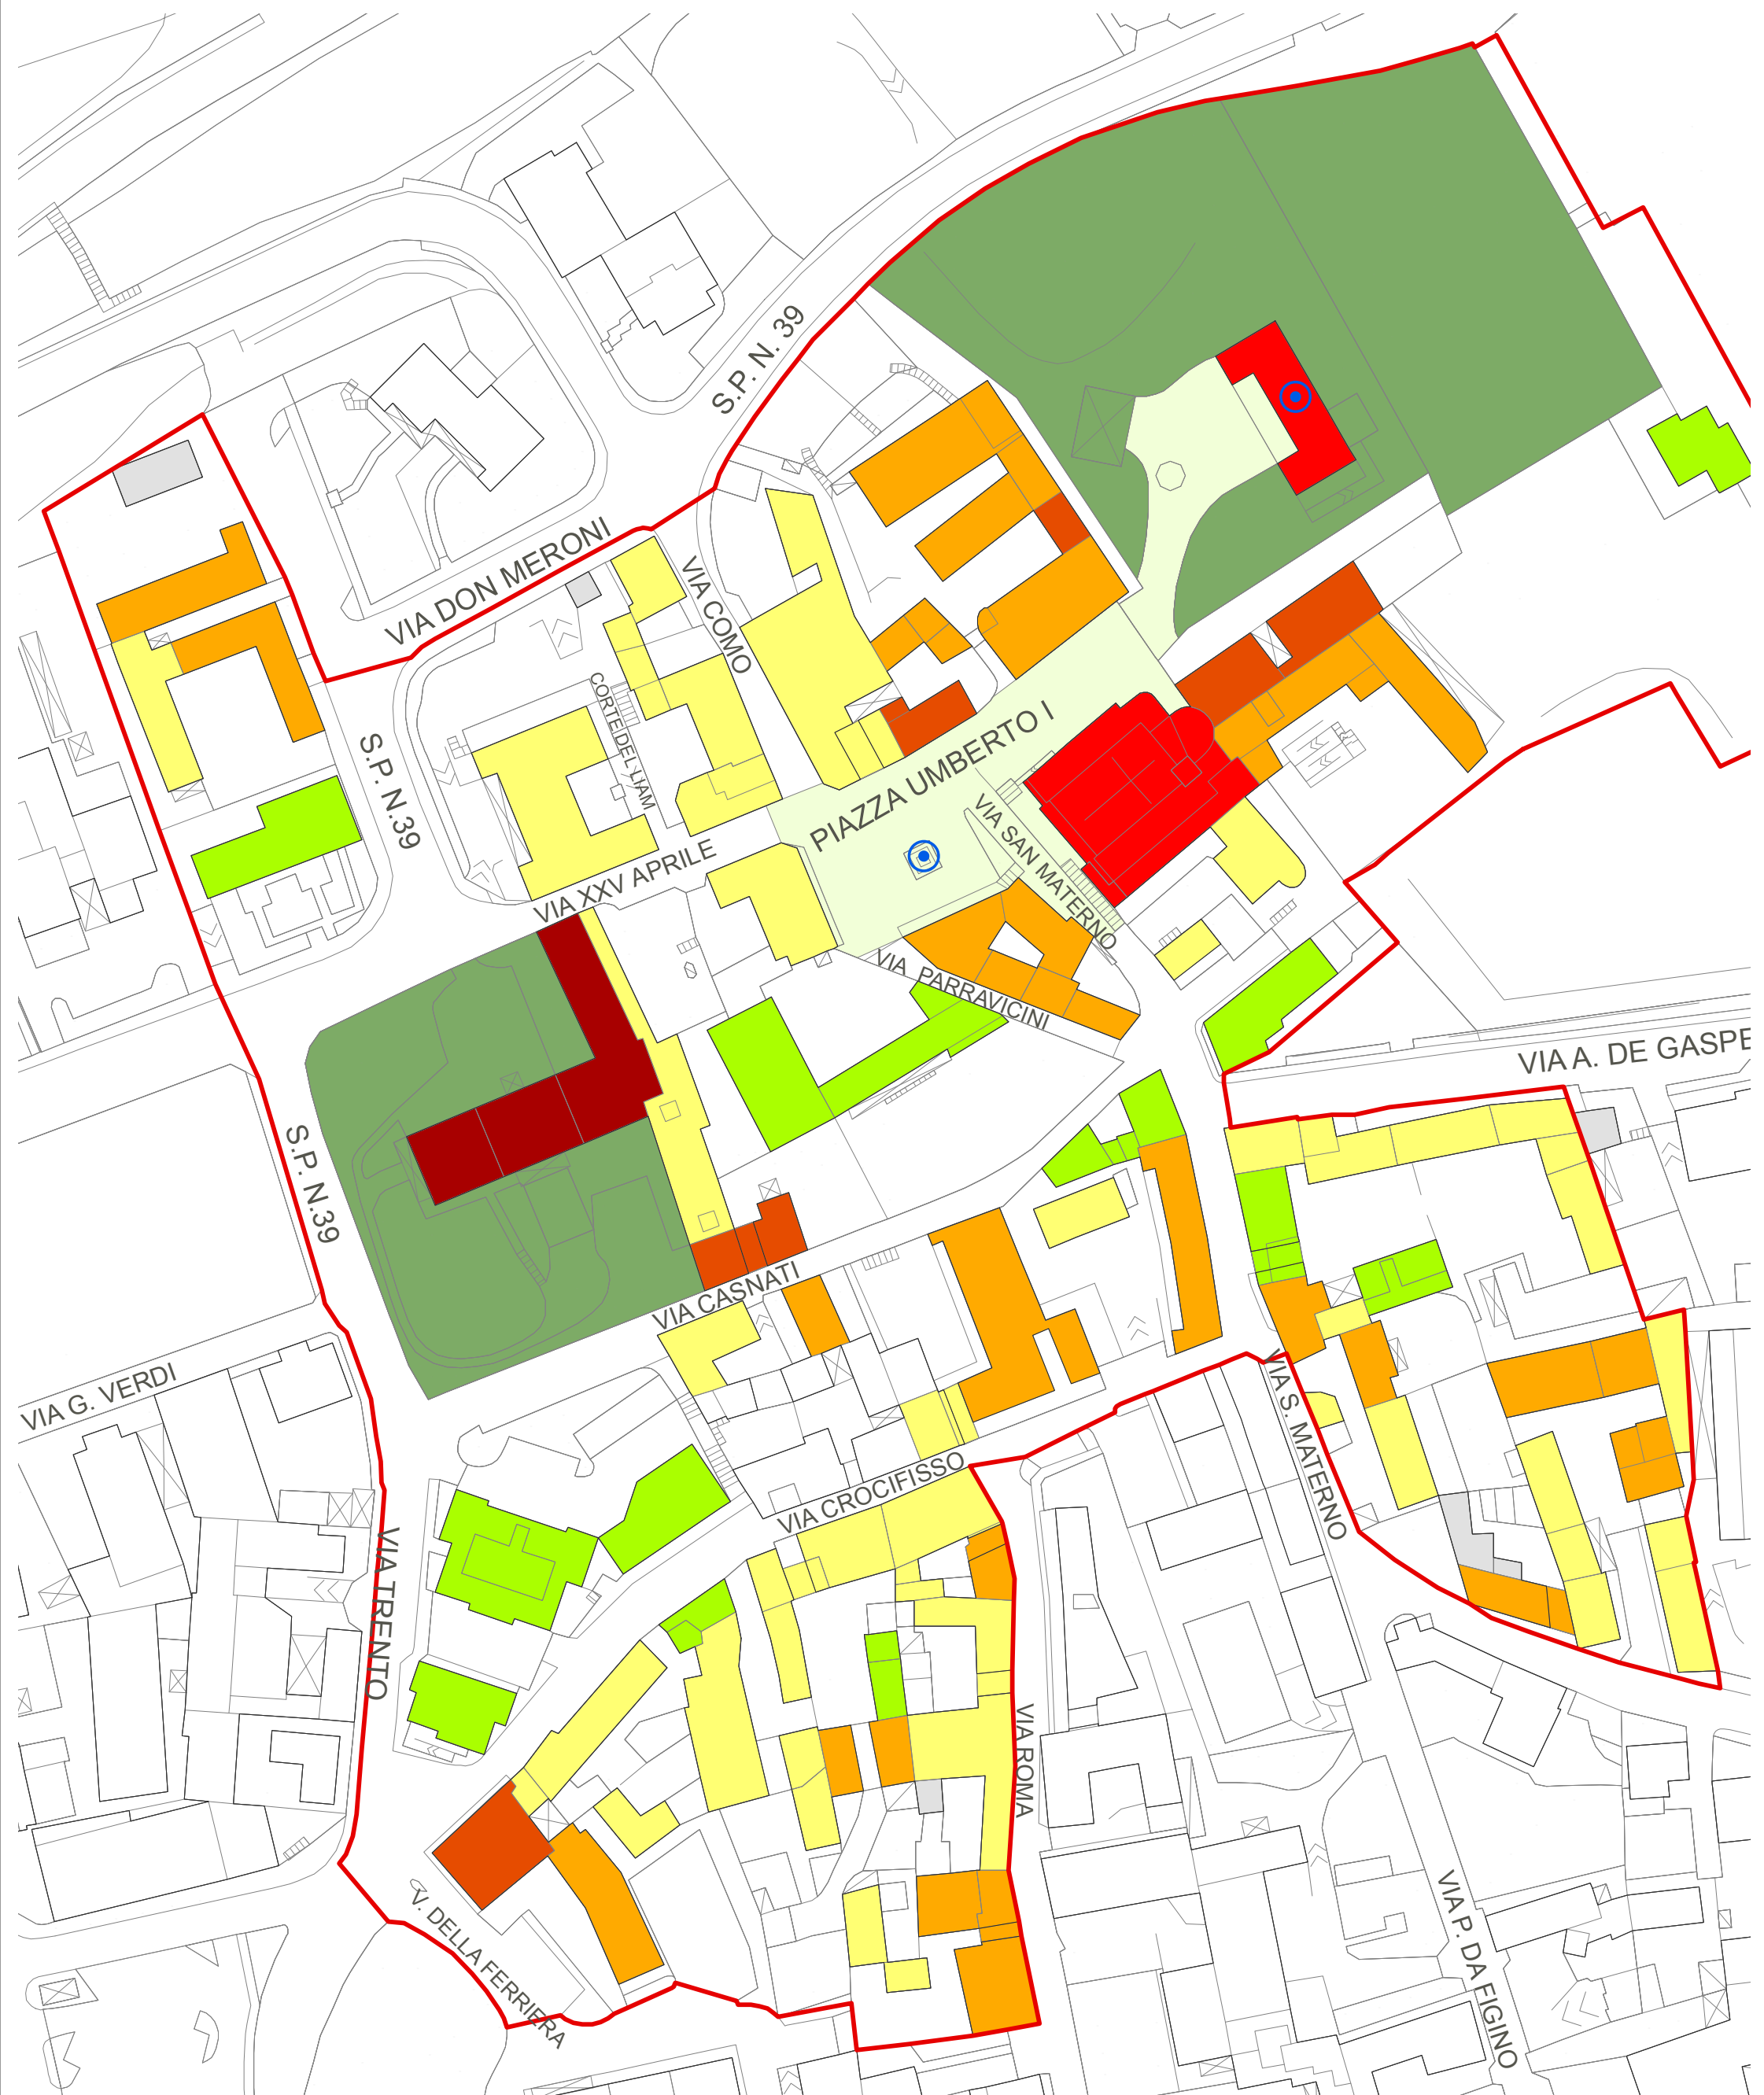 S.P. N. 39
VIA DON MERONI
VIA COMO
CORTE DEL LIAM
S.P. N.39
PIAZZA UMBERTO I
VIA SAN MATERNO
VIA XXV APRILE
VIA PARRAVICINI
VIA A. DE GASPE
S.P. N.39
VIA CASNATI
VIA G. VERDI
VIA S. MATERNO
VIA CROCIFISSO
VIA TRENTO
VIA ROMA
V. DELLA FERRIERA
VIA P. DA FIGINO